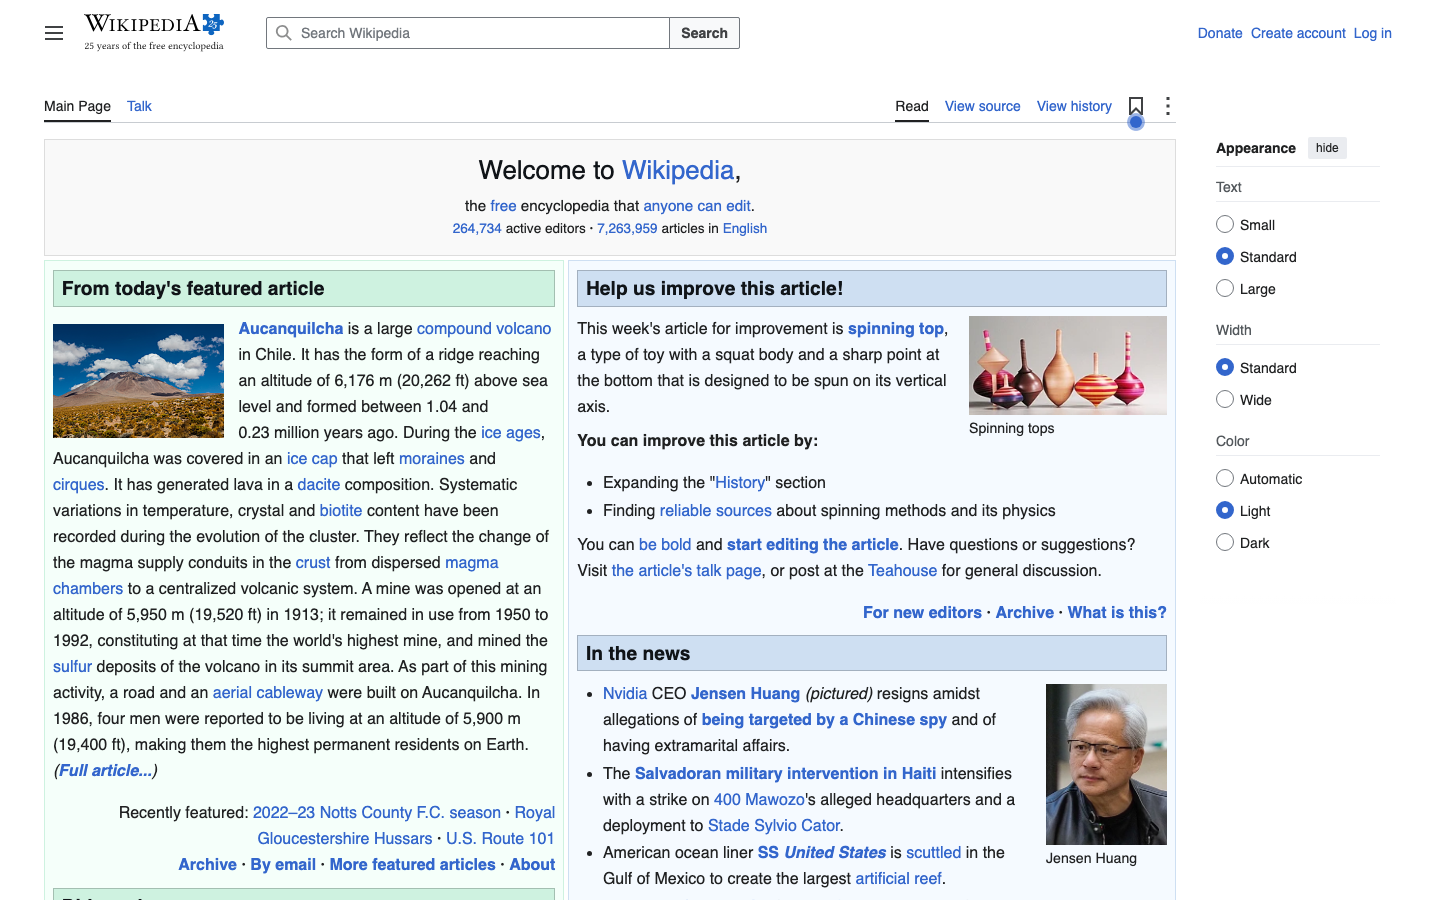 WIKIPEDIA 25
25 years of the free encyclopedia
Search Wikipedia
Search
Donate Create account Log in
Main Page Talk
Read View source View history
Welcome to Wikipedia,
the free encyclopedia that anyone can edit.
264,734 active editors · 7,263,959 articles in English
From today's featured article
Aucanquilcha is a large compound volcano
in Chile. It has the form of a ridge reaching
an altitude of 6,176 m (20,262 ft) above sea
level and formed between 1.04 and
0.23 million years ago. During the ice ages,
Aucanquilcha was covered in an ice cap that left moraines and
cirques. It has generated lava in a dacite composition. Systematic
variations in temperature, crystal and biotite content have been
recorded during the evolution of the cluster. They reflect the change of
the magma supply conduits in the crust from dispersed magma
chambers to a centralized volcanic system. A mine was opened at an
altitude of 5,950 m (19,520 ft) in 1913; it remained in use from 1950 to
1992, constituting at that time the world's highest mine, and mined the
sulfur deposits of the volcano in its summit area. As part of this mining
activity, a road and an aerial cableway were built on Aucanquilcha. In
1986, four men were reported to be living at an altitude of 5,900 m
(19,400 ft), making them the highest permanent residents on Earth.
(Full article...)
Recently featured: 2022–23 Notts County F.C. season · Royal
Gloucestershire Hussars · U.S. Route 101
Archive · By email · More featured articles · About
Help us improve this article!
This week's article for improvement is spinning top,
a type of toy with a squat body and a sharp point at
the bottom that is designed to be spun on its vertical
axis.
Spinning tops
You can improve this article by:
• Expanding the "History" section
• Finding reliable sources about spinning methods and its physics
You can be bold and start editing the article. Have questions or suggestions?
Visit the article's talk page, or post at the Teahouse for general discussion.
For new editors · Archive · What is this?
In the news
• Nvidia CEO Jensen Huang (pictured) resigns amidst
allegations of being targeted by a Chinese spy and of
having extramarital affairs.
• The Salvadoran military intervention in Haiti intensifies
with a strike on 400 Mawozo's alleged headquarters and a
deployment to Stade Sylvio Cator.
• American ocean liner SS United States is scuttled in the
Gulf of Mexico to create the largest artificial reef.
Jensen Huang
Appearance hide
Text
Small
Standard
Large
Width
Standard
Wide
Color
Automatic
Light
Dark